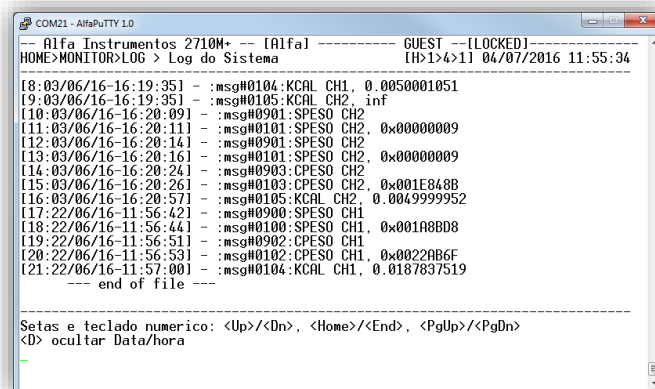 COM21 - AlfaPuTTY 1.0
-- Alfa Instrumentos 2710M+ -- [Alfa] ---------- GUEST --[LOCKED]--------------
HOME>MONITOR>LOG > Log do Sistema [H>1>4>1] 04/07/2016 11:55:34
--------------------------------------------------------------------------------
[8:03/06/16-16:19:35] - :msg#0104:KCAL CH1, 0.0050001051
[9:03/06/16-16:19:35] - :msg#0105:KCAL CH2, inf
[10:03/06/16-16:20:09] - :msg#0901:SPESO CH2
[11:03/06/16-16:20:11] - :msg#0101:SPESO CH2, 0x00000009
[12:03/06/16-16:20:14] - :msg#0901:SPESO CH2
[13:03/06/16-16:20:16] - :msg#0101:SPESO CH2, 0x00000009
[14:03/06/16-16:20:24] - :msg#0903:CPESO CH2
[15:03/06/16-16:20:26] - :msg#0103:CPESO CH2, 0x001E848B
[16:03/06/16-16:20:57] - :msg#0105:KCAL CH2, 0.0049999952
[17:22/06/16-11:56:42] - :msg#0900:SPESO CH1
[18:22/06/16-11:56:44] - :msg#0100:SPESO CH1, 0x001A8BD8
[19:22/06/16-11:56:51] - :msg#0902:CPESO CH1
[20:22/06/16-11:56:53] - :msg#0102:CPESO CH1, 0x0022AB6F
[21:22/06/16-11:57:00] - :msg#0104:KCAL CH1, 0.0187837519
--- end of file ---
--------------------------------------------------------------------------------
Setas e teclado numerico: <Up>/<Dn>, <Home>/<End>, <PgUp>/<PgDn>
<D> ocultar Data/hora